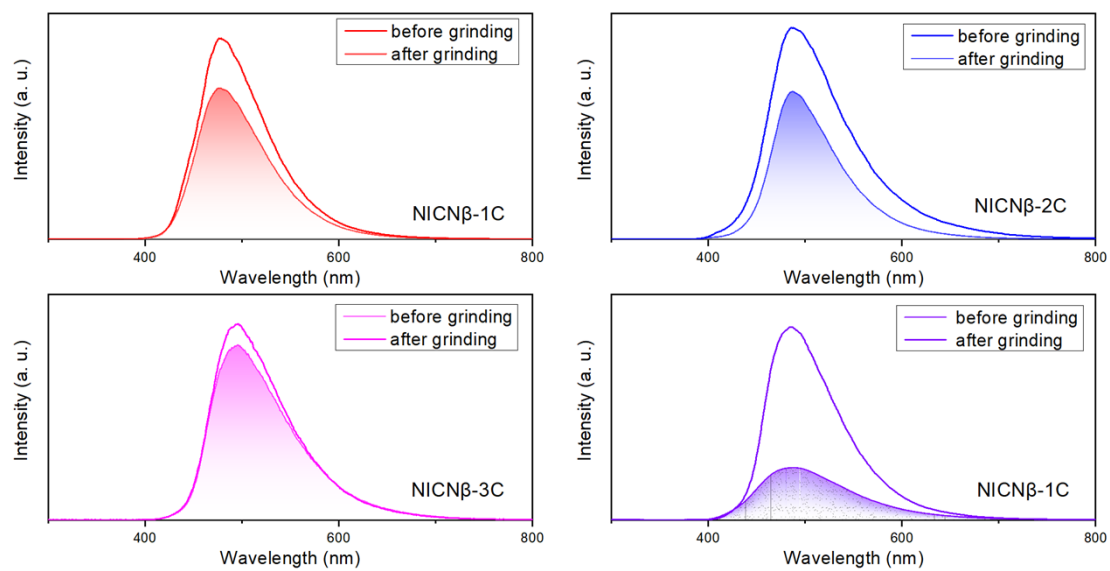 before grinding
after grinding
Intensity (a. u.)
NICNβ-1C
400
600
800
Wavelength (nm)
before grinding
after grinding
Intensity (a. u.)
NICNβ-2C
400
600
800
Wavelength (nm)
before grinding
after grinding
Intensity (a. u.)
NICNβ-3C
400
600
800
Wavelength (nm)
before grinding
after grinding
Intensity (a. u.)
NICNβ-1C
400
600
800
Wavelength (nm)